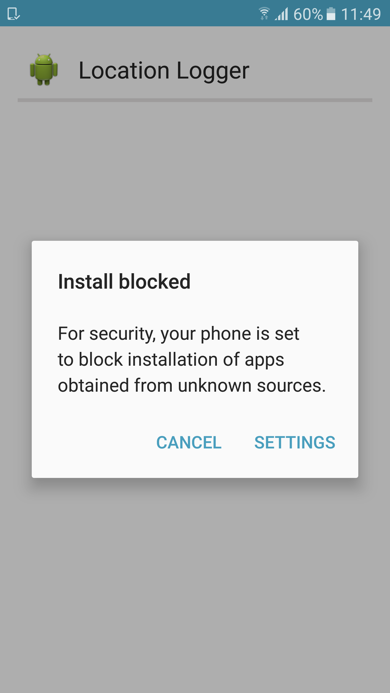 60% 11:49
Location Logger
Install blocked
For security, your phone is set
to block installation of apps
obtained from unknown sources.
CANCEL SETTINGS